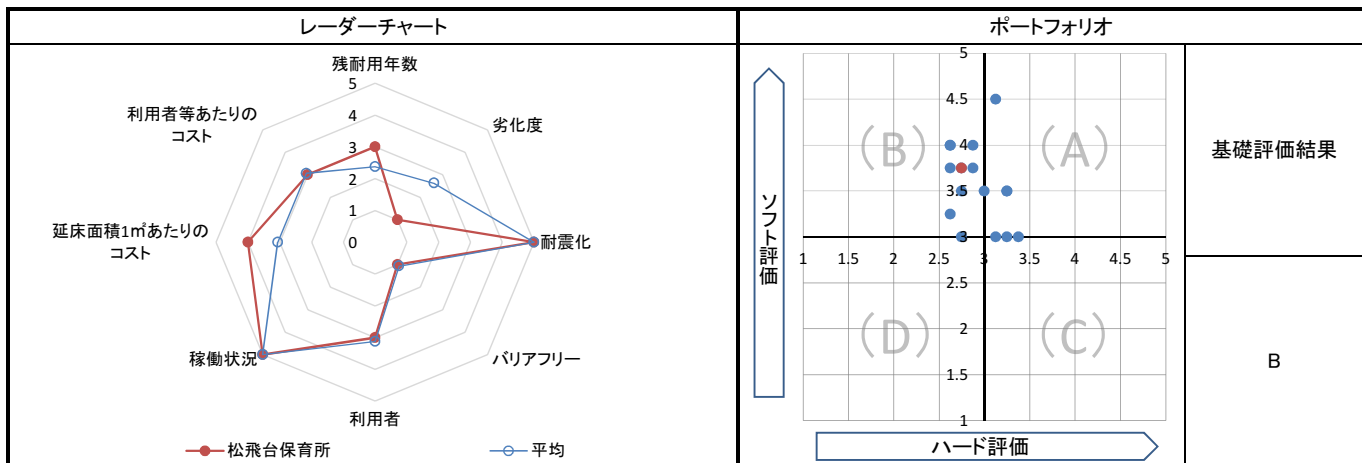 レーダーチャート
残耐用年数
劣化度
耐震化
バリアフリー
利用者
稼働状況
延床面積1㎡あたりの
コスト
利用者等あたりの
コスト
5
4
3
2
1
0
松飛台保育所
平均
ポートフォリオ
ソフト評価
5
4.5
4
3.5
3
2.5
2
1.5
1
1
1.5
2
2.5
3
3.5
4
4.5
5
(B)
(A)
(D)
(C)
ハード評価
基礎評価結果
B